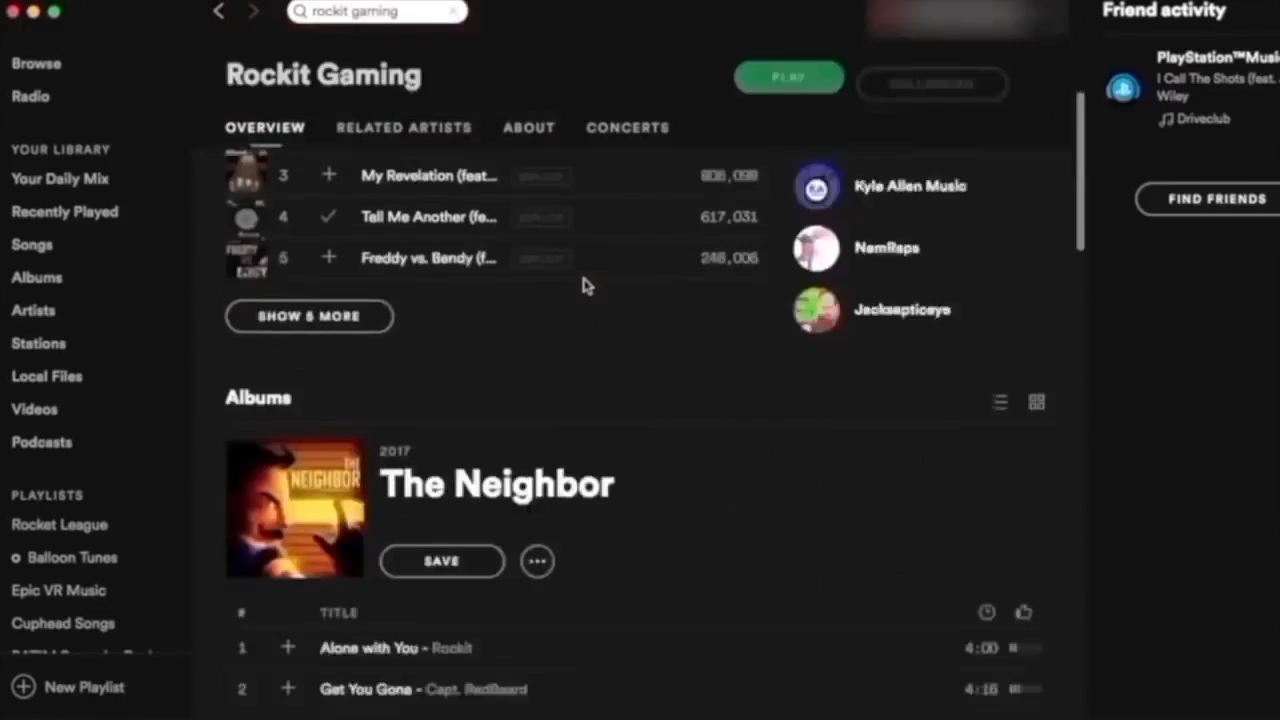 rockit gaming
Friend activity
Browse
Radio
YOUR LIBRARY
Your Daily Mix
Recently Played
Songs
Albums
Artists
Stations
Local Files
Videos
Podcasts
PLAYLISTS
Rocket League
Balloon Tunes
Epic VR Music
Cuphead Songs
New Playlist
Rockit Gaming
PLAY
OVERVIEW
RELATED ARTISTS
ABOUT
CONCERTS
3 My Revelation (feat...
4 Tell Me Another (fe... 617,031
5 Freddy vs. Bendy (f...
SHOW 5 MORE
Kyle Allen Music
NemRaps
Jacksepticeye
Albums
THE
NEIGHBOR
2017
The Neighbor
SAVE
# TITLE
1 Alone with You - Rockit 4:00
2 Get You Gone - Capt. RedBeard 4:16
PlayStation™Music
I Call The Shots (feat.
Wiley
Driveclub
FIND FRIENDS